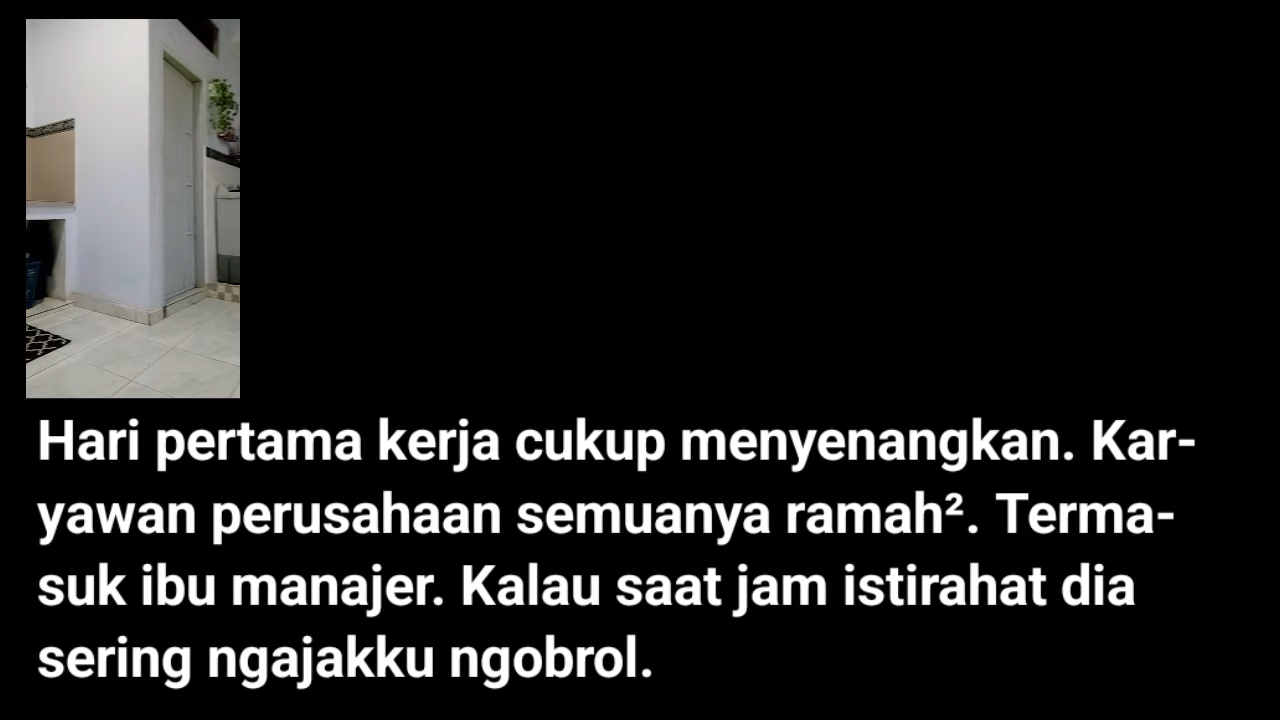 Hari pertama kerja cukup menyenangkan. Kar-
yawan perusahaan semuanya ramah². Terma-
suk ibu manajer. Kalau saat jam istirahat dia
sering ngajakku ngobrol.